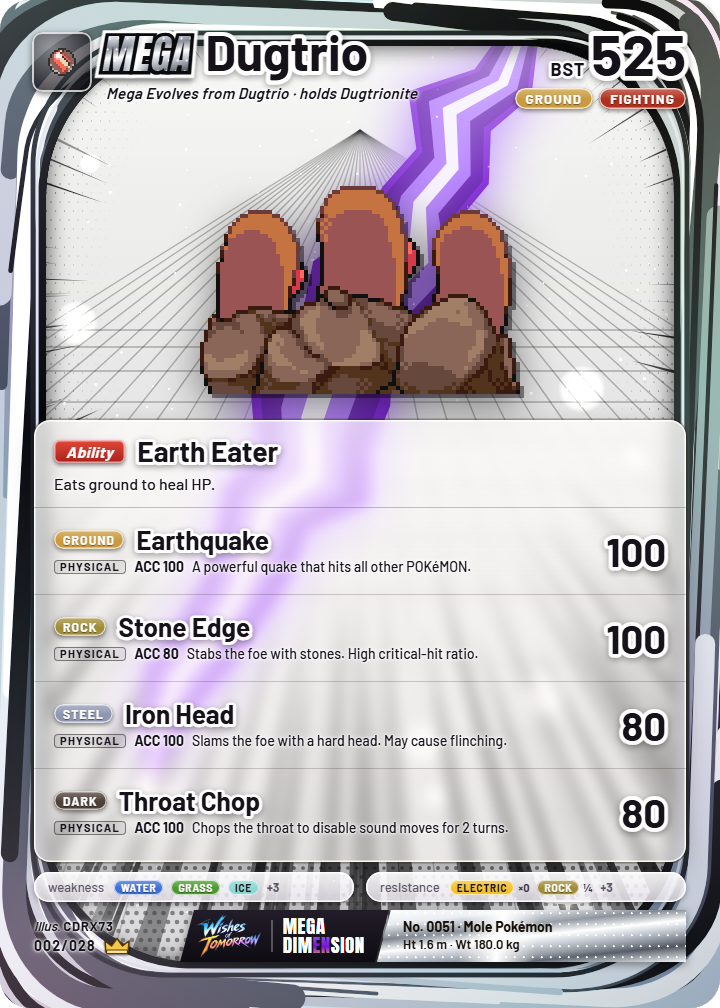 MEGA Dugtrio
BST 525
Mega Evolves from Dugtrio · holds Dugtrionite
GROUND FIGHTING
Ability Earth Eater
Eats ground to heal HP.
GROUND Earthquake
PHYSICAL ACC 100 A powerful quake that hits all other POKéMON.
100
ROCK Stone Edge
PHYSICAL ACC 80 Stabs the foe with stones. High critical-hit ratio.
100
STEEL Iron Head
PHYSICAL ACC 100 Slams the foe with a hard head. May cause flinching.
80
DARK Throat Chop
PHYSICAL ACC 100 Chops the throat to disable sound moves for 2 turns.
80
weakness WATER GRASS ICE +3
resistance ELECTRIC ×0 ROCK ¼ +3
Illus. CDRX73
002/028
Wishes of Tomorrow
MEGA
DIMENSION
No. 0051 · Mole Pokémon
Ht 1.6 m · Wt 180.0 kg